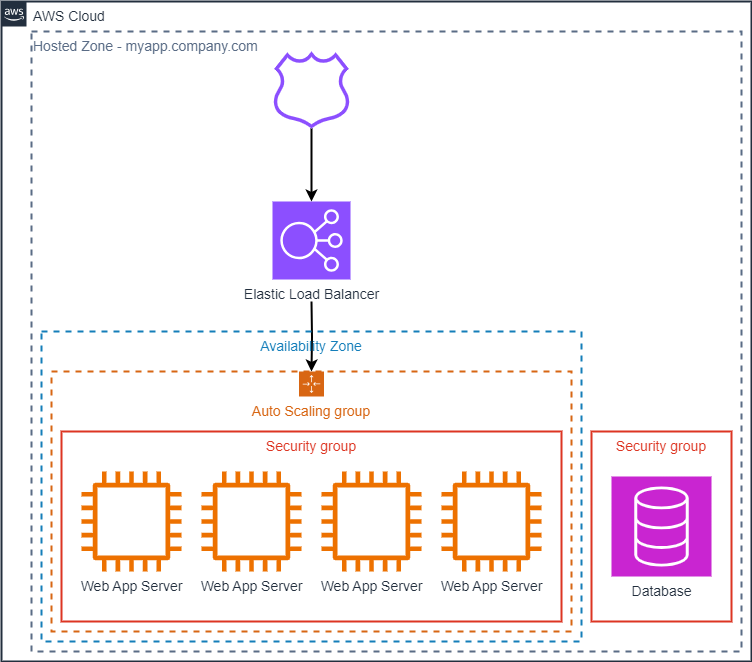 aws
AWS Cloud
Hosted Zone - myapp.company.com
Elastic Load Balancer
Availability Zone
Auto Scaling group
Security group
Security group
Web App Server
Web App Server
Web App Server
Web App Server
Database